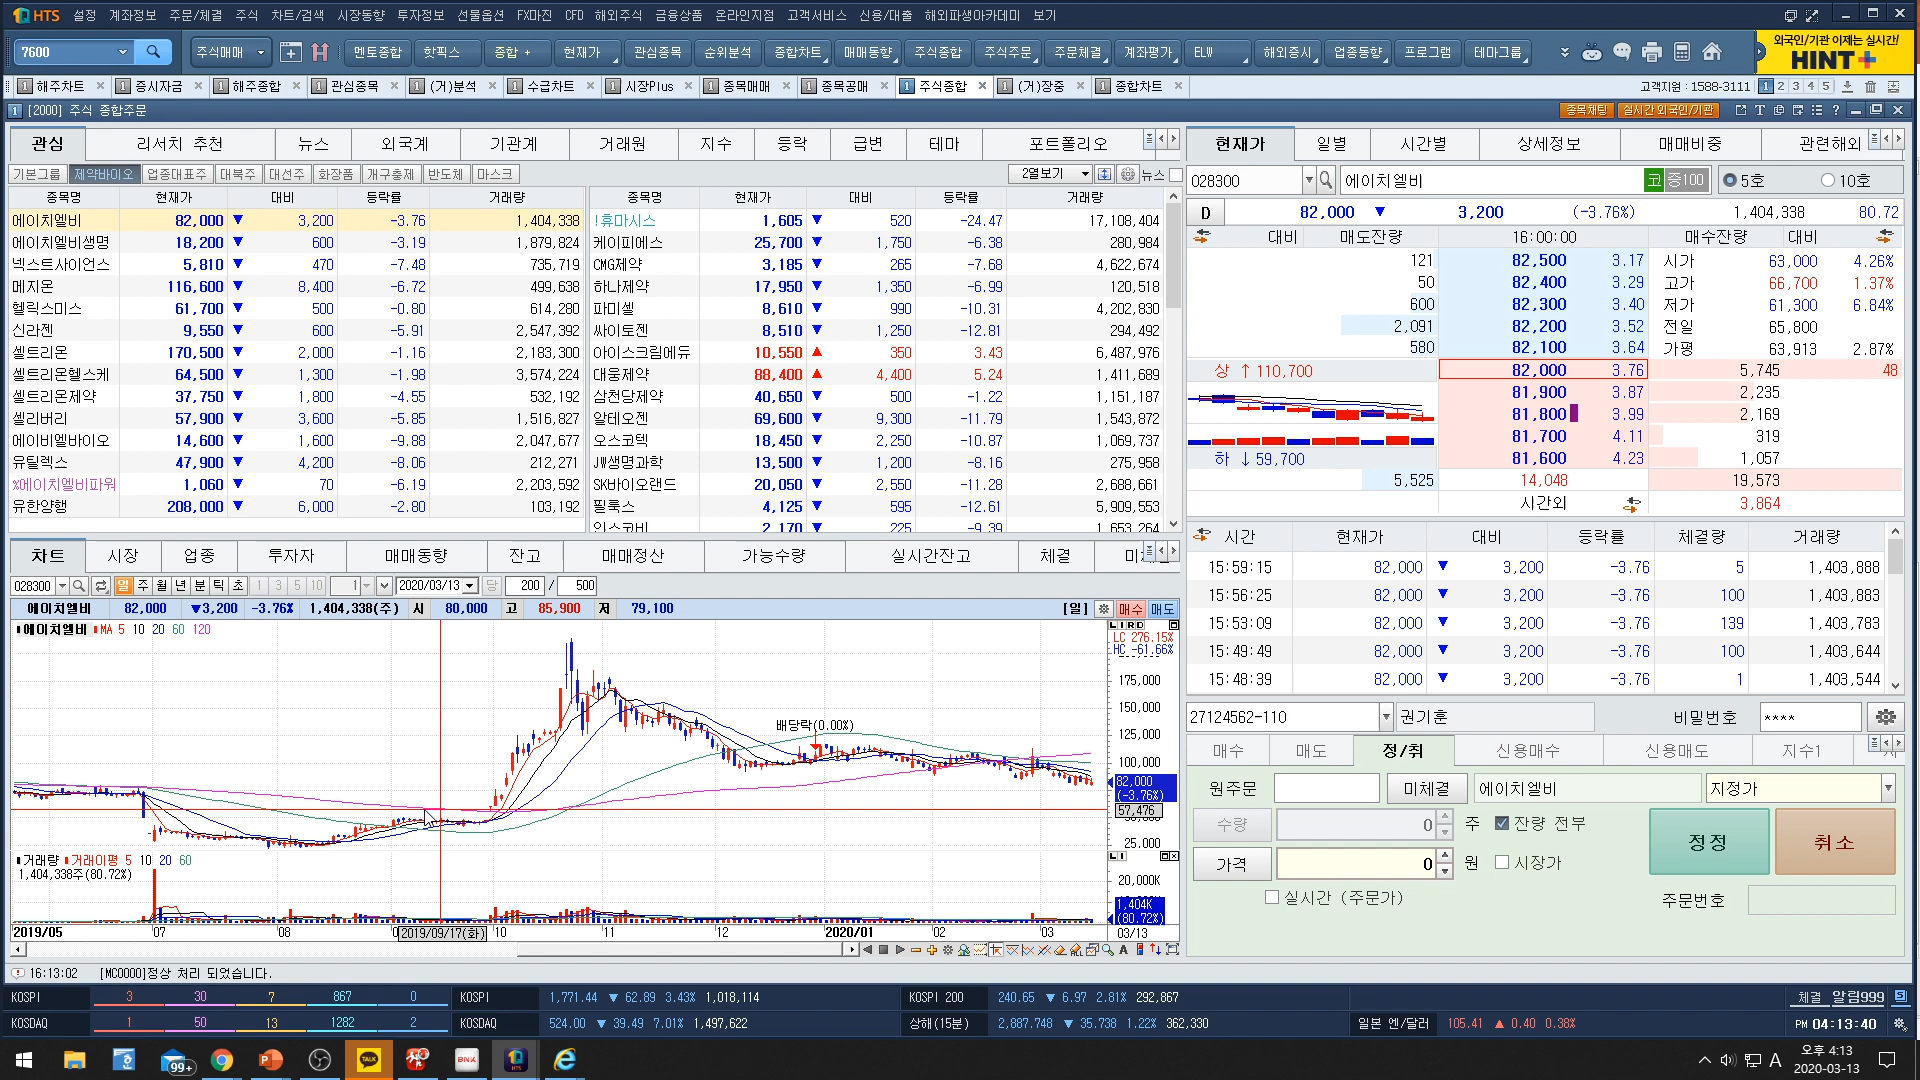 HTS 설정 계좌정보 주문/체결 주식 차트/검색 시장동향 투자정보 선물옵션 FX마진 CFD 해외주식 금융상품 온라인지점 고객서비스 신용/대출 해외파생아카데미 보기
7600 주식매매 멘토종합 핫픽스 종합 + 현재가 관심종목 순위분석 종합차트 매매동향 주식종합 주식주문 주문체결 계좌평가 ELW 해외증시 업종동향 프로그램 테마그룹
외국인/기관 이제는 실시간!
HINT+
1 해주차트 1 증시자금 1 해주종합 1 관심종목 1 (거)분석 1 수급차트 1 시장Plus 1 종목매매 1 종목공매 1 주식종합 1 (거)장중 1 종합차트 고객지원 : 1588-3111 1 2 3 4 5
1 [2000] 주식 종합주문 종목채팅 실시간 외국인/기관
관심 리서치 추천 뉴스 외국계 기관계 거래원 지수 등락 급변 테마 포트폴리오
기본그룹 제약바이오 업종대표주 대북주 대선주 화장품 개구충제 반도체 마스크 2열보기 뉴스
종목명 현재가 대비 등락률 거래량 종목명 현재가 대비 등락률 거래량
에이치엘비 82,000 ▼ 3,200 -3.76 1,404,338 !휴마시스 1,605 ▼ 520 -24.47 17,108,404
에이치엘비생명 18,200 ▼ 600 -3.19 1,879,824 케이피에스 25,700 ▼ 1,750 -6.38 280,984
넥스트사이언스 5,810 ▼ 470 -7.48 735,719 CMG제약 3,185 ▼ 265 -7.68 4,622,674
메지온 116,600 ▼ 8,400 -6.72 499,638 하나제약 17,950 ▼ 1,350 -6.99 120,518
헬릭스미스 61,700 ▼ 500 -0.80 614,280 파미셀 8,610 ▼ 990 -10.31 4,202,830
신라젠 9,550 ▼ 600 -5.91 2,547,392 싸이토젠 8,510 ▼ 1,250 -12.81 294,492
셀트리온 170,500 ▼ 2,000 -1.16 2,183,300 아이스크림에듀 10,550 ▲ 350 3.43 6,487,976
셀트리온헬스케 64,500 ▼ 1,300 -1.98 3,574,224 대웅제약 88,400 ▲ 4,400 5.24 1,411,689
셀트리온제약 37,750 ▼ 1,800 -4.55 532,192 삼천당제약 40,650 ▼ 500 -1.22 1,151,187
셀리버리 57,900 ▼ 3,600 -5.85 1,516,827 알테오젠 69,600 ▼ 9,300 -11.79 1,543,872
에이비엘바이오 14,600 ▼ 1,600 -9.88 2,047,677 오스코텍 18,450 ▼ 2,250 -10.87 1,069,737
유틸렉스 47,900 ▼ 4,200 -8.06 212,271 JW생명과학 13,500 ▼ 1,200 -8.16 275,958
%에이치엘비파워 1,060 ▼ 70 -6.19 2,203,592 SK바이오랜드 20,050 ▼ 2,550 -11.28 2,688,661
유한양행 208,000 ▼ 6,000 -2.80 103,192 필룩스 4,125 ▼ 595 -12.61 5,909,553
인스코비 2,170 ▼ 225 -9.39 1,653,264
현재가 일별 시간별 상세정보 매매비중 관련해외
028300 에이치엘비 코 증100 5호 10호
D 82,000 ▼ 3,200 (-3.76%) 1,404,338 80.72
대비 매도잔량 16:00:00 매수잔량 대비
121 82,500 3.17 시가 63,000 4.26%
50 82,400 3.29 고가 66,700 1.37%
600 82,300 3.40 저가 61,300 6.84%
2,091 82,200 3.52 전일 65,800
580 82,100 3.64 가평 63,913 2.87%
상 ↑ 110,700 82,000 3.76 5,745 48
81,900 3.87 2,235
81,800 3.99 2,169
81,700 4.11 319
하 ↓ 59,700 81,600 4.23 1,057
5,525 14,048 19,573
시간외 3,864
시간 현재가 대비 등락률 체결량 거래량
15:59:15 82,000 ▼ 3,200 -3.76 5 1,403,888
15:56:25 82,000 ▼ 3,200 -3.76 100 1,403,883
15:53:09 82,000 ▼ 3,200 -3.76 139 1,403,783
15:49:49 82,000 ▼ 3,200 -3.76 100 1,403,644
15:48:39 82,000 ▼ 3,200 -3.76 1 1,403,544
차트 시장 업종 투자자 매매동향 잔고 매매정산 가능수량 실시간잔고 체결
028300 일 주 월 년 분 틱 초 1 3 5 10 1 2020/03/13 당 200 / 500
에이치엘비 82,000 ▼3,200 -3.76% 1,404,338(주) 시 80,000 고 85,900 저 79,100 [일] 매수 매도
에이치엘비 MA 5 10 20 60 120
L I R D
LC 276.15%
HC -61.66%
175,000
150,000
배당락(0.00%)
125,000
100,000
82,000
(-3.76%)
57,476
25,000
거래량 거래이평 5 10 20 60
1,404,338주(80.72%)
L I
20,000K
1,404K
(80.72%)
2019/05 07 08 2019/09/17(화) 10 11 12 2020/01 02 03 03/13
27124562-110 권기훈 비밀번호 ****
매수 매도 정/취 신용매수 신용매도 지수1
원주문 미체결 에이치엘비 지정가
수량 0 주 잔량 전부
정정 취소
가격 0 원 시장가
실시간 (주문가) 주문번호
16:13:02 [MC0000]정상 처리 되었습니다.
KOSPI 3 30 7 867 0 KOSPI 1,771.44 ▼ 62.89 3.43% 1,018,114 KOSPI 200 240.65 ▼ 6.97 2.81% 292,867 체결 알림999
KOSDAQ 1 50 13 1282 2 KOSDAQ 524.00 ▼ 39.49 7.01% 1,497,622 상해(15분) 2,887.748 ▼ 35.738 1.22% 362,330 일본 엔/달러 105.41 ▲ 0.40 0.38% PM 04:13:40
99+ TALK BNK HTS A 오후 4:13
2020-03-13